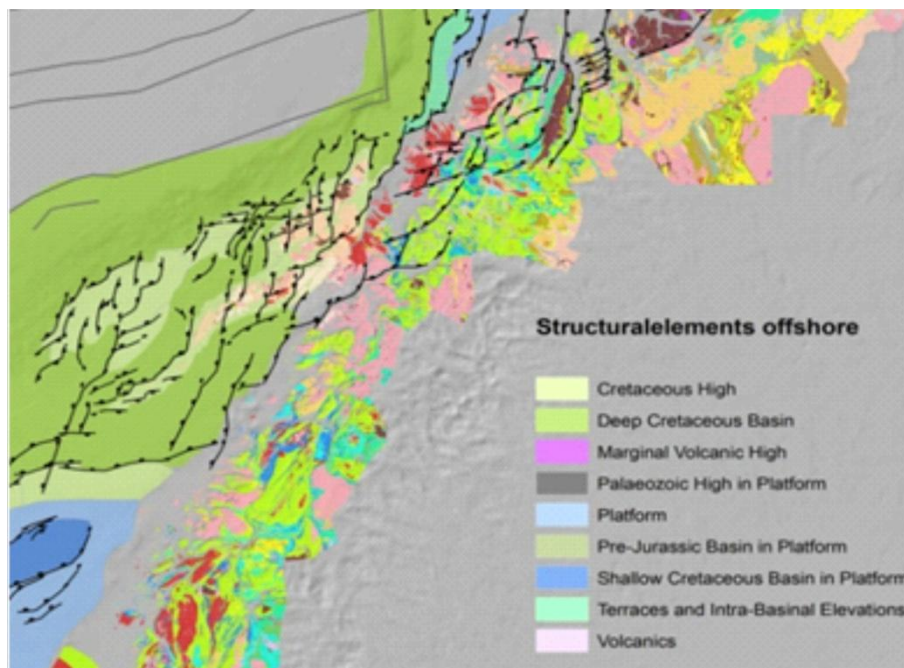 Structuralelements offshore
Cretaceous High
Deep Cretaceous Basin
Marginal Volcanic High
Palaeozoic High in Platform
Platform
Pre-Jurassic Basin in Platform
Shallow Cretaceous Basin in Platform
Terraces and Intra-Basinal Elevations
Volcanics